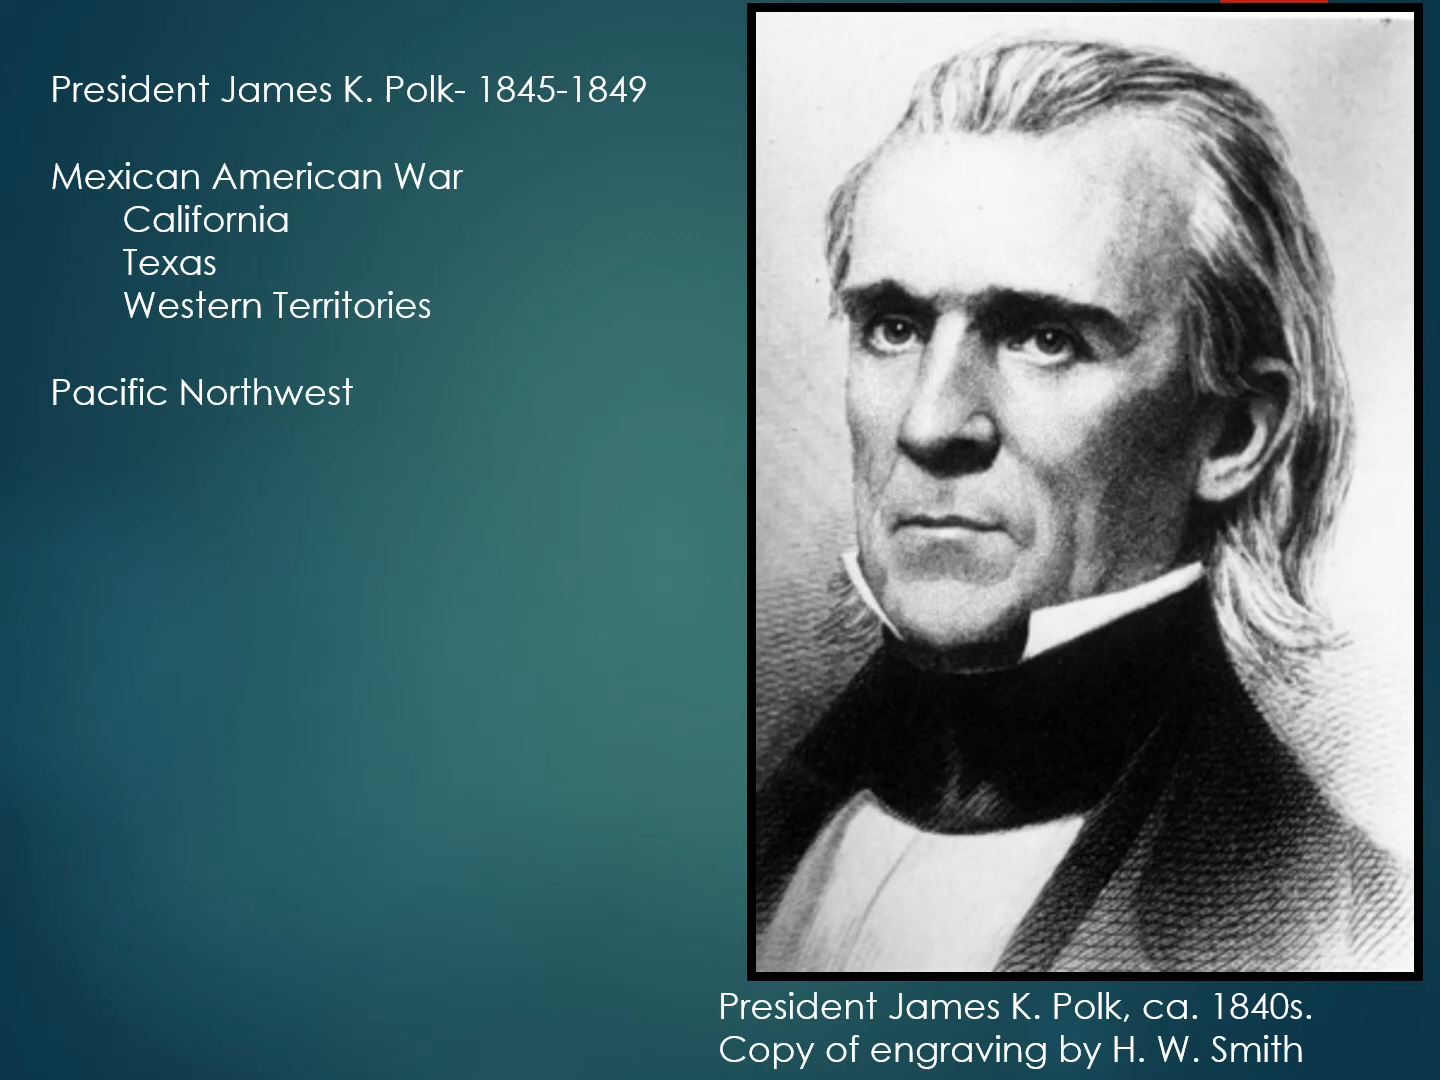 President James K. Polk- 1845-1849
Mexican American War
California
Texas
Western Territories
Pacific Northwest
President James K. Polk, ca. 1840s.
Copy of engraving by H. W. Smith